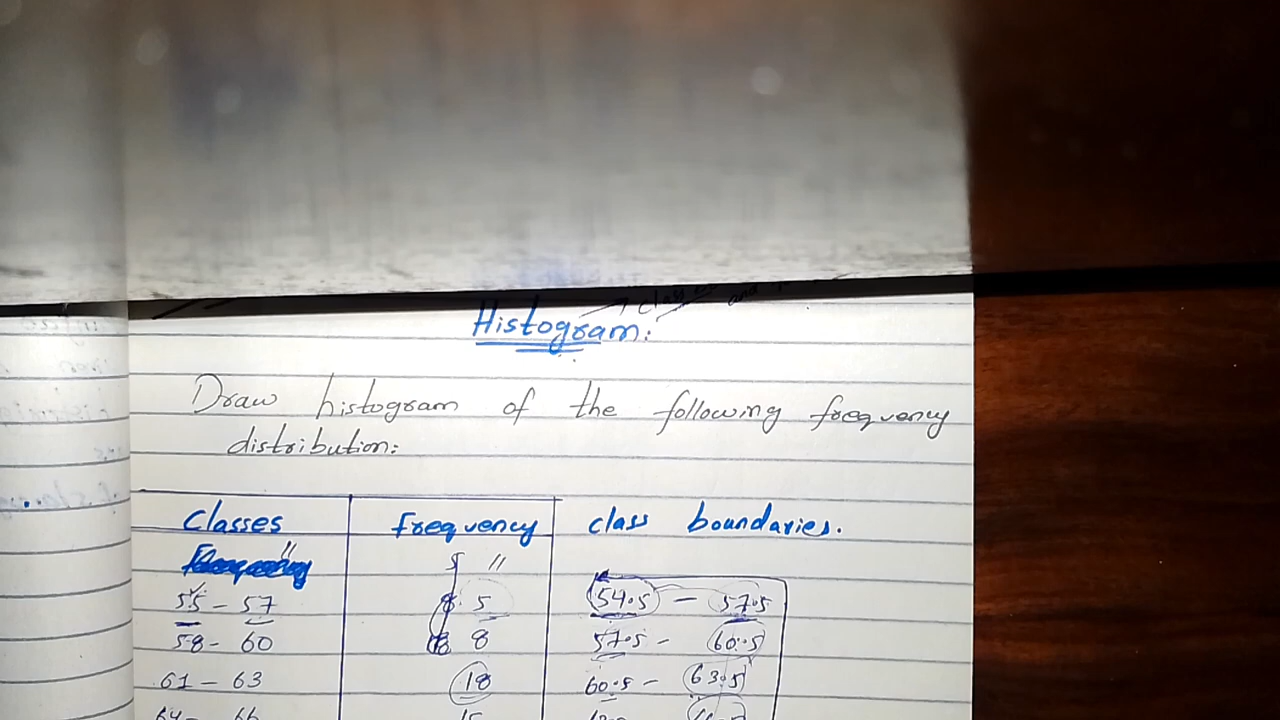 Histogram:
Draw histogram of the following frequency
distribution:
Classes Frequency class boundaries.
55 - 57 5 54.5 - 57.5
58 - 60 8 57.5 - 60.5
61 - 63 18 60.5 - 63.5